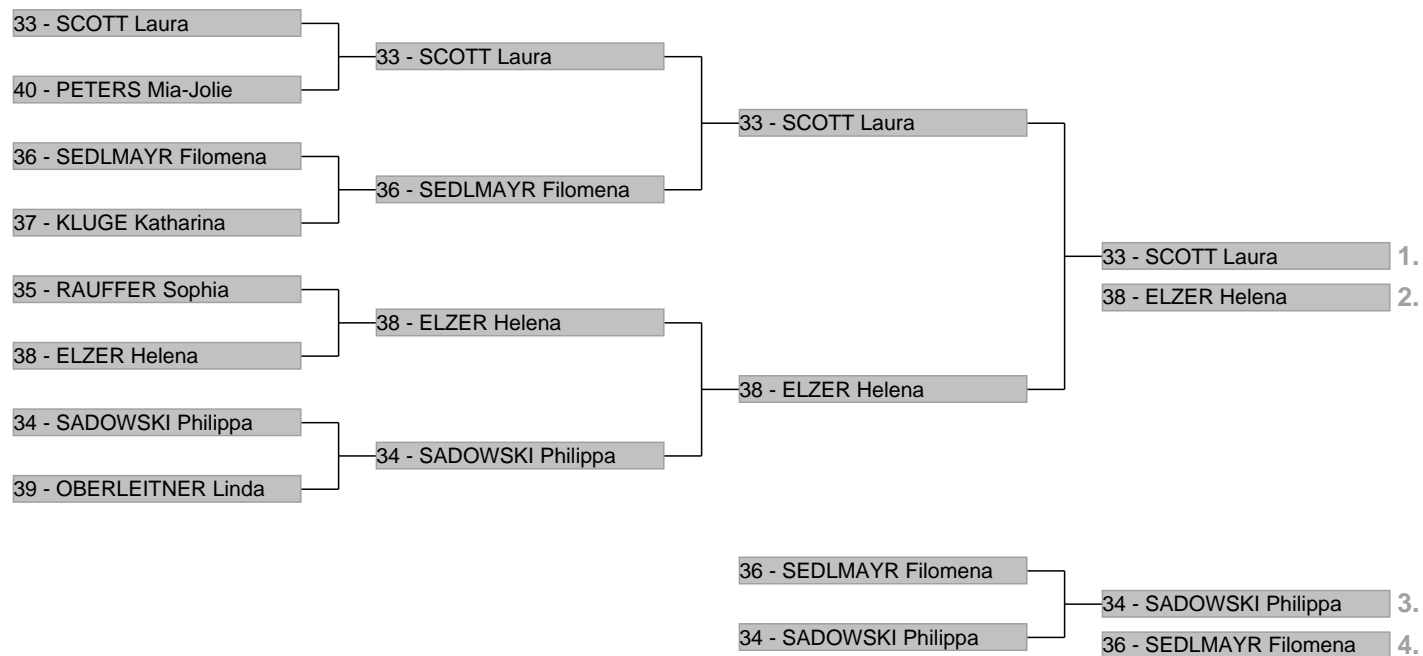 33 - SCOTT Laura
40 - PETERS Mia-Jolie
36 - SEDLMAYR Filomena
37 - KLUGE Katharina
35 - RAUFFER Sophia
38 - ELZER Helena
34 - SADOWSKI Philippa
39 - OBERLEITNER Linda
33 - SCOTT Laura
36 - SEDLMAYR Filomena
38 - ELZER Helena
34 - SADOWSKI Philippa
33 - SCOTT Laura
38 - ELZER Helena
33 - SCOTT Laura 1.
38 - ELZER Helena 2.
36 - SEDLMAYR Filomena
34 - SADOWSKI Philippa
34 - SADOWSKI Philippa 3.
36 - SEDLMAYR Filomena 4.